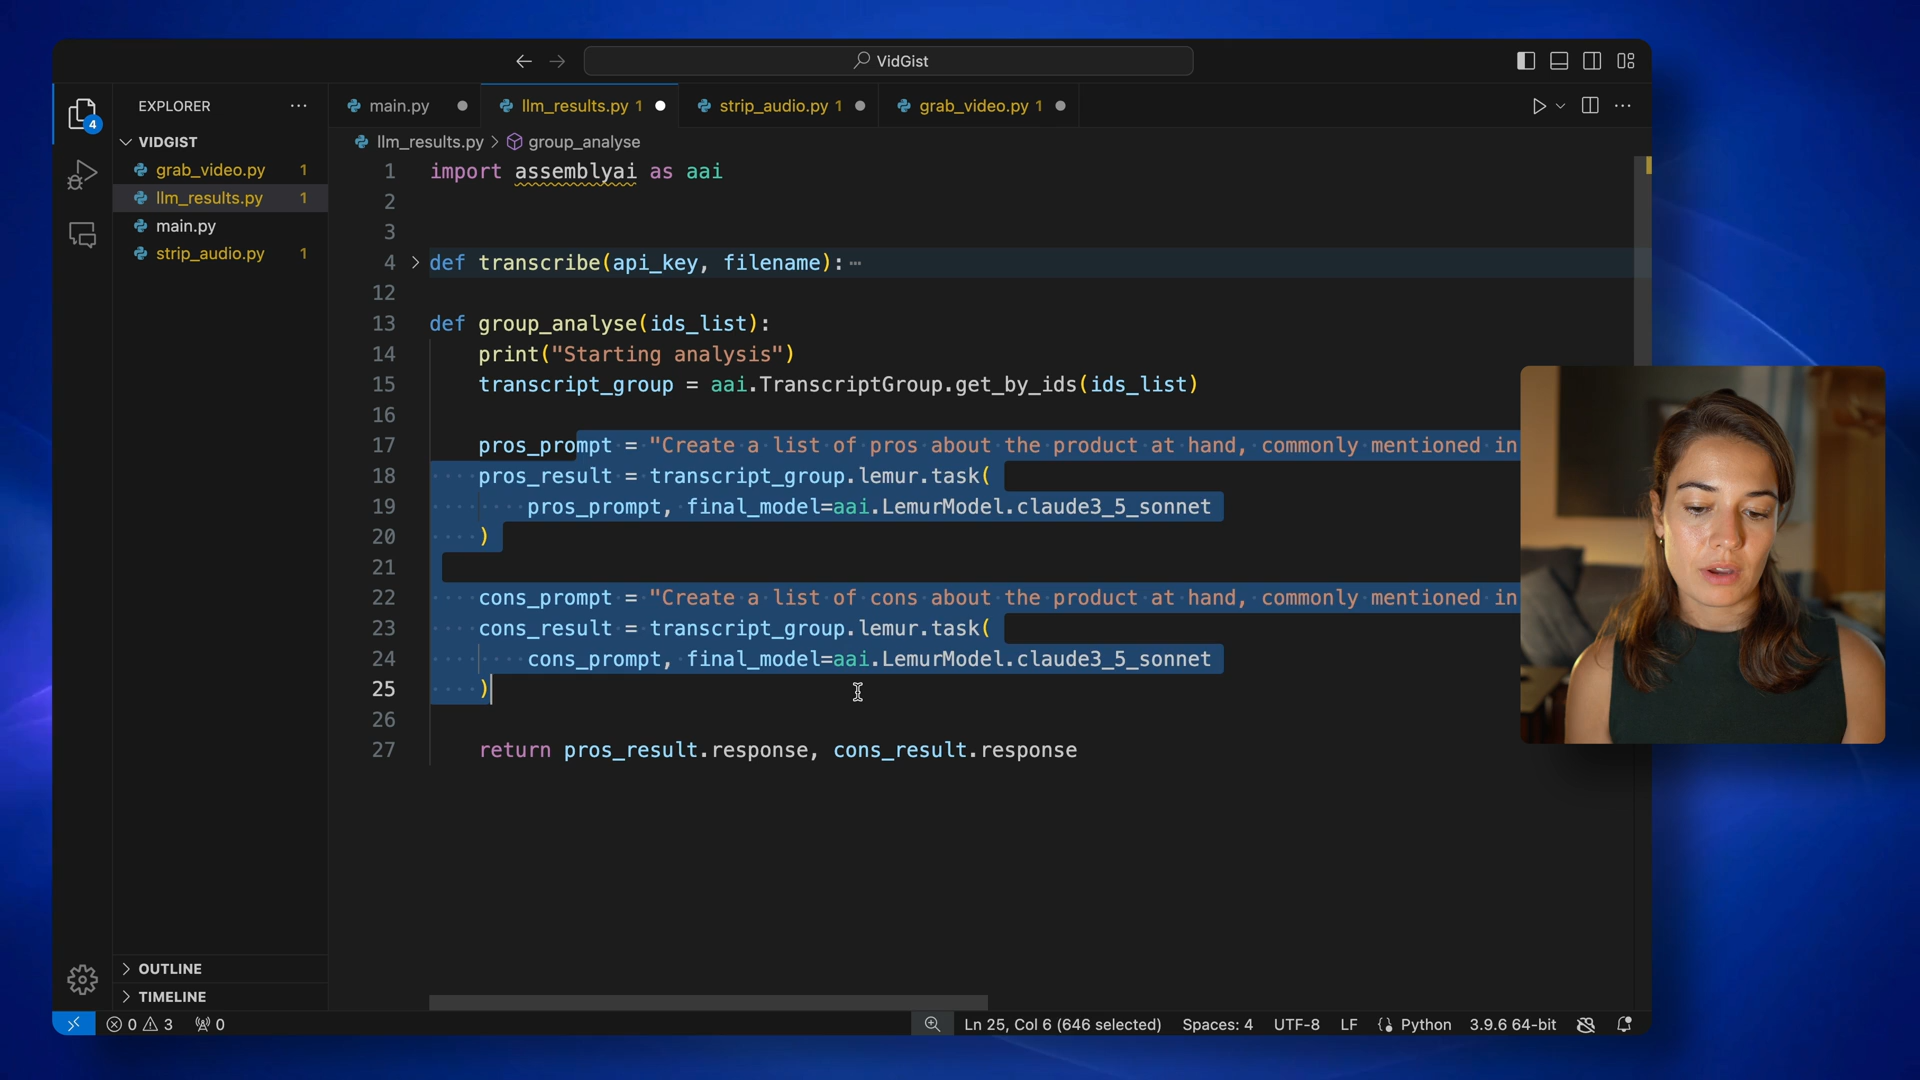 VidGist
EXPLORER
VIDGIST
grab_video.py 1
llm_results.py 1
main.py
strip_audio.py 1
OUTLINE
TIMELINE
4
main.py
llm_results.py 1
strip_audio.py 1
grab_video.py 1
llm_results.py > group_analyse
1 import assemblyai as aai
2
3
4 def transcribe(api_key, filename):
12
13 def group_analyse(ids_list):
14 print("Starting analysis")
15 transcript_group = aai.TranscriptGroup.get_by_ids(ids_list)
16
17 pros_prompt = "Create a list of pros about the product at hand, commonly mentioned in
18 pros_result = transcript_group.lemur.task(
19 pros_prompt, final_model=aai.LemurModel.claude3_5_sonnet
20 )
21
22 cons_prompt = "Create a list of cons about the product at hand, commonly mentioned in
23 cons_result = transcript_group.lemur.task(
24 cons_prompt, final_model=aai.LemurModel.claude3_5_sonnet
25 )
26
27 return pros_result.response, cons_result.response
0 3 0 Ln 25, Col 6 (646 selected) Spaces: 4 UTF-8 LF Python 3.9.6 64-bit